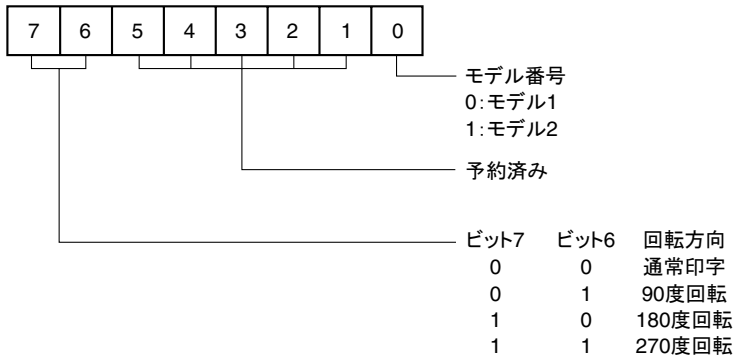 7 6 5 4 3 2 1 0
モデル番号
0:モデル1
1:モデル2
予約済み
ビット7 ビット6 回転方向
0 0 通常印字
0 1 90度回転
1 0 180度回転
1 1 270度回転